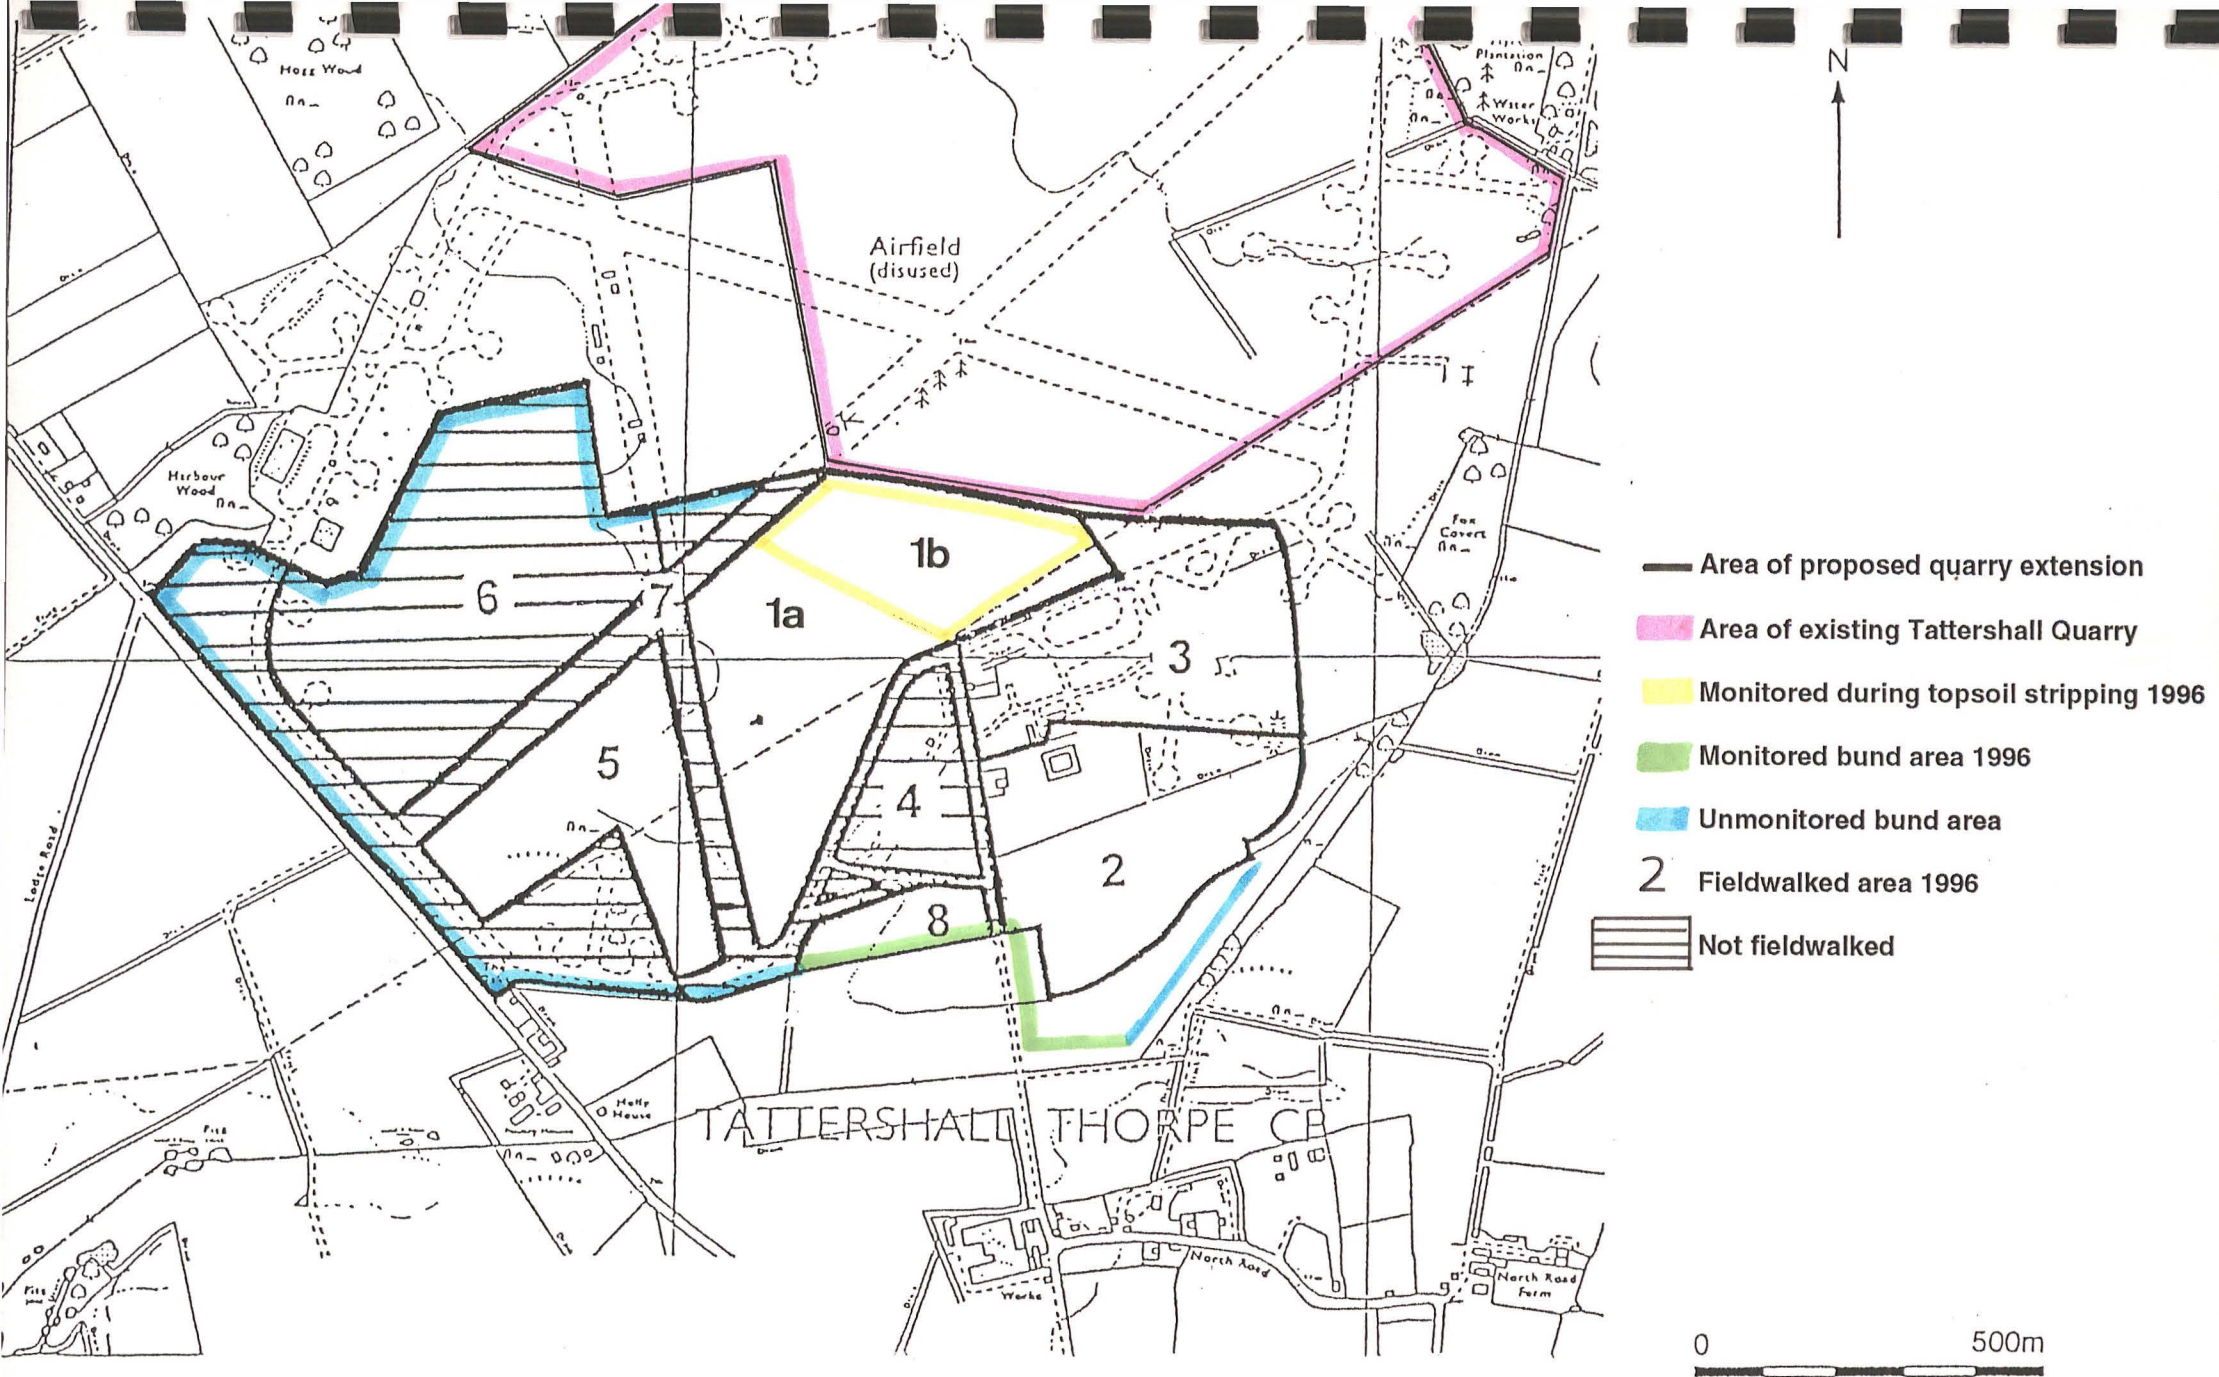 Moss Wood
Plantation
Water
Works
N
Airfield
(disused)
Harbour
Wood
Fox
Covert
1b
6
7
1a
3
5
4
2
8
Lodge Road
Holly
House
TATTERSHALL THORPE CP
North Road
Works
North Road
Farm
Pits
Area of proposed quarry extension
Area of existing Tattershall Quarry
Monitored during topsoil stripping 1996
Monitored bund area 1996
Unmonitored bund area
2 Fieldwalked area 1996
Not fieldwalked
0 500m